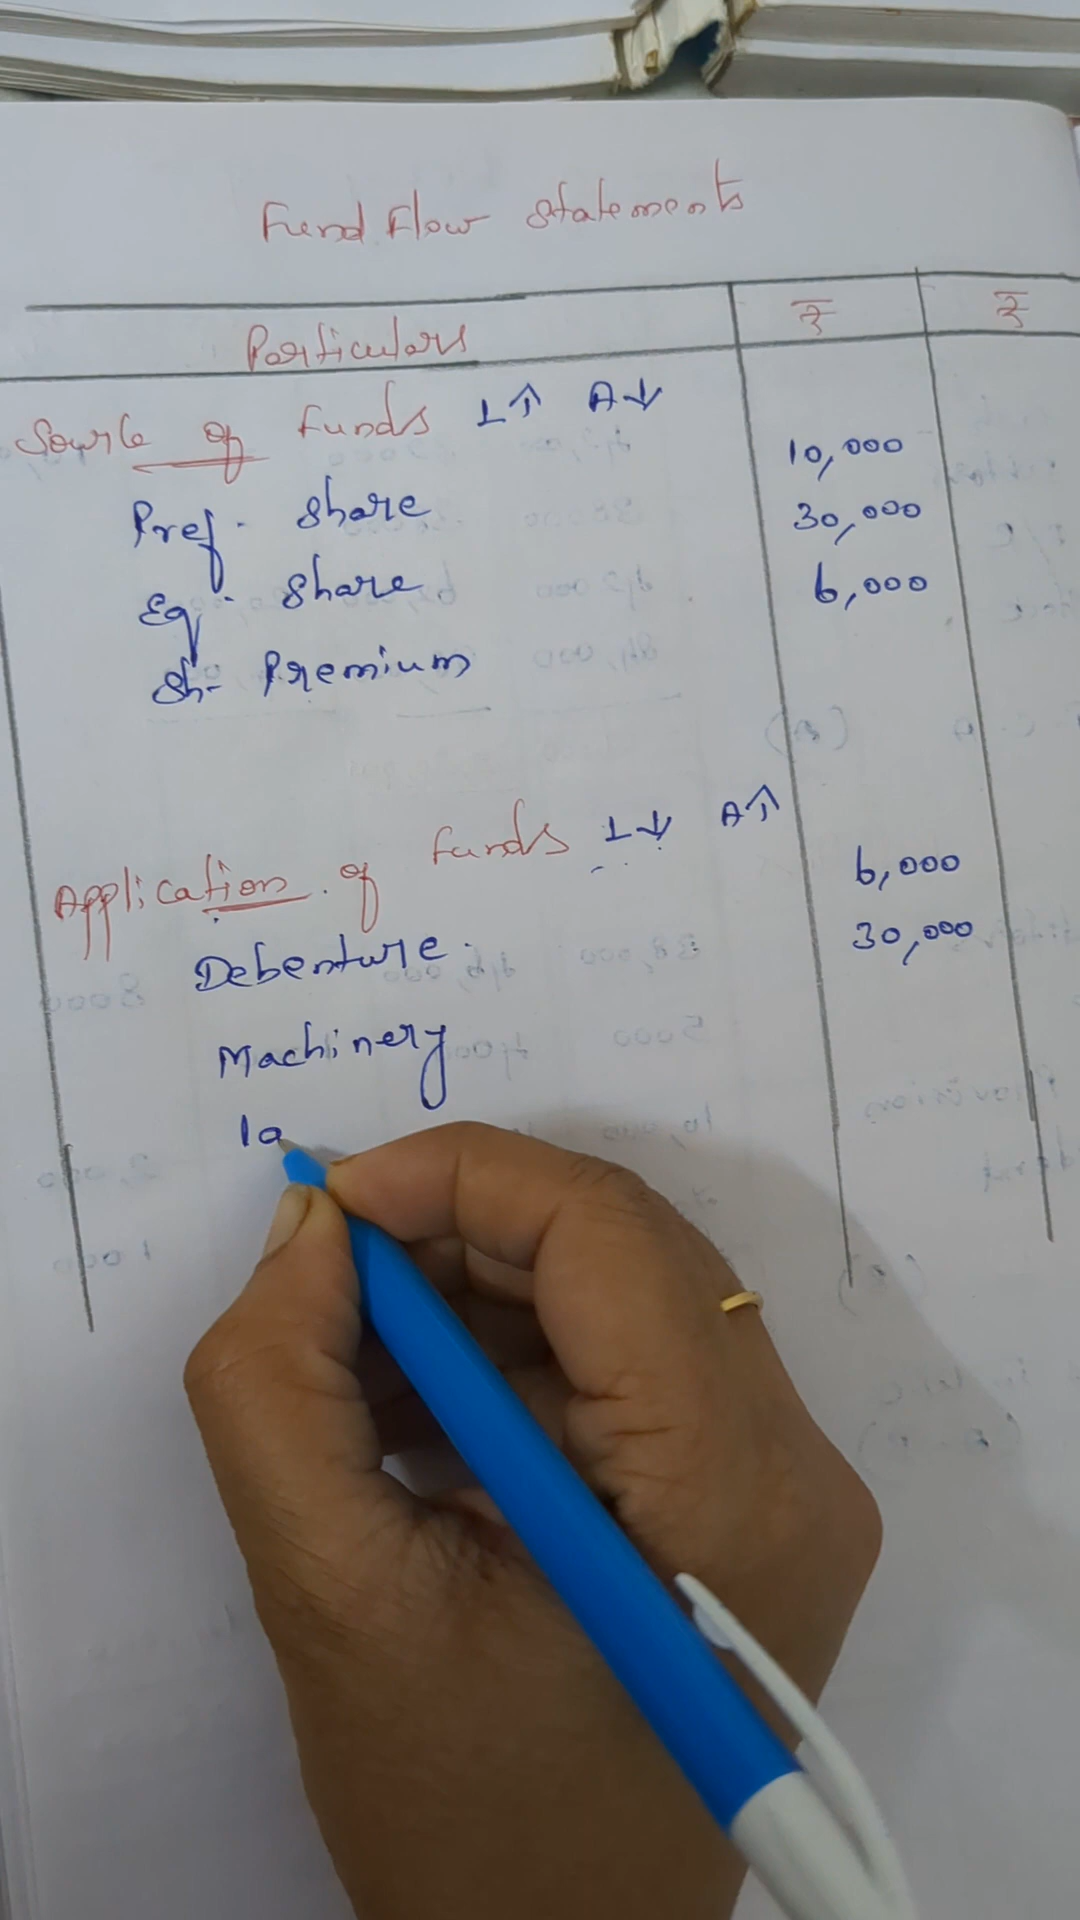 Fund Flow Statements
Particulars ₹ ₹
Source of Funds L↑ A↓
Pref. Share 10,000
Eq. Share 30,000
Sh- Premium 6,000
Application of Funds L↓ A↑
Debenture. 6,000
Machinery 30,000
la